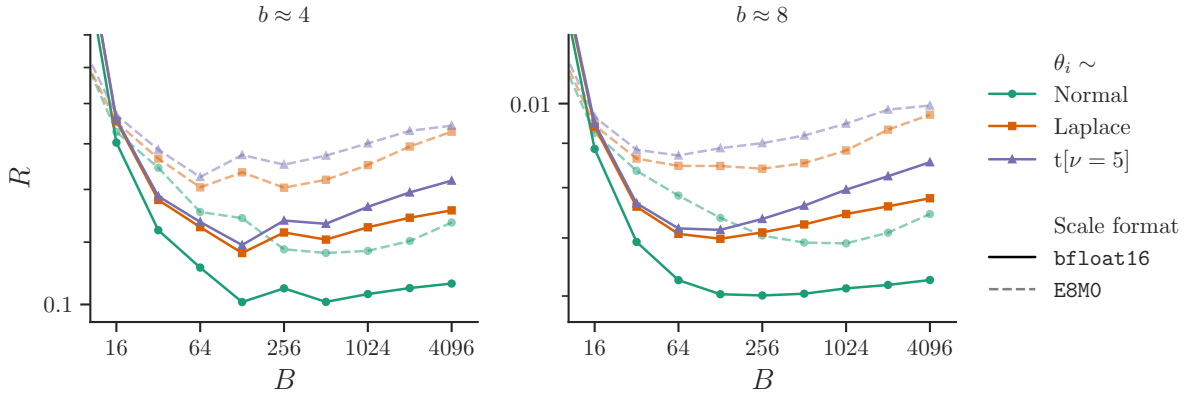 b ≈ 4
R
0.1
16 64 256 1024 4096
B
b ≈ 8
0.01
16 64 256 1024 4096
B
θᵢ ∼
Normal
Laplace
t[ν = 5]
Scale format
bfloat16
E8M0